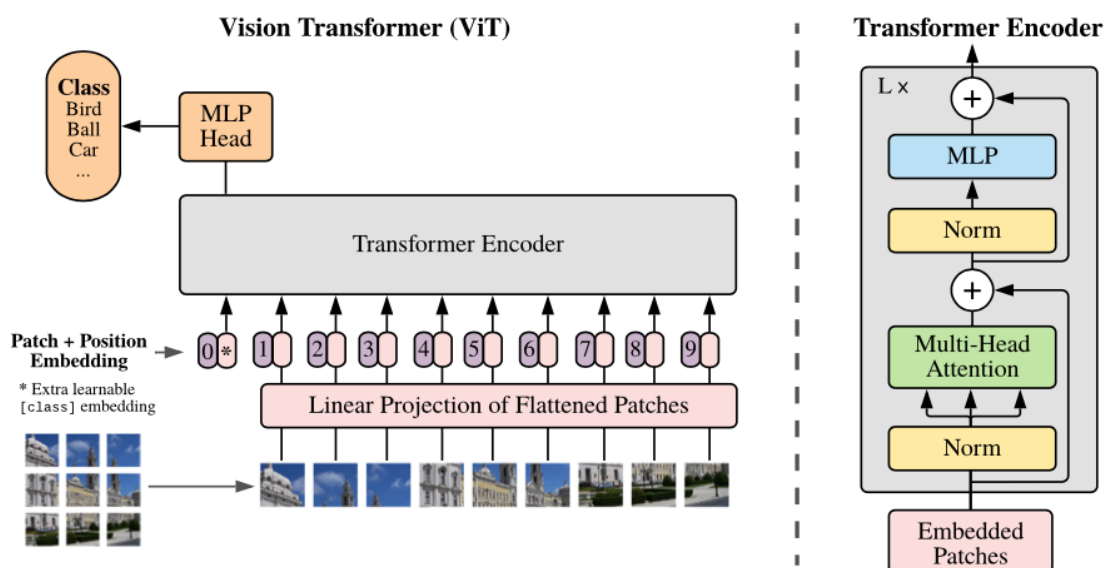 Vision Transformer (ViT)
Class
Bird
Ball
Car
...
MLP
Head
Transformer Encoder
0 * 1 2 3 4 5 6 7 8 9
Patch + Position
Embedding
* Extra learnable
[class] embedding
Linear Projection of Flattened Patches
Transformer Encoder
L ×
+
MLP
Norm
+
Multi-Head
Attention
Norm
Embedded
Patches